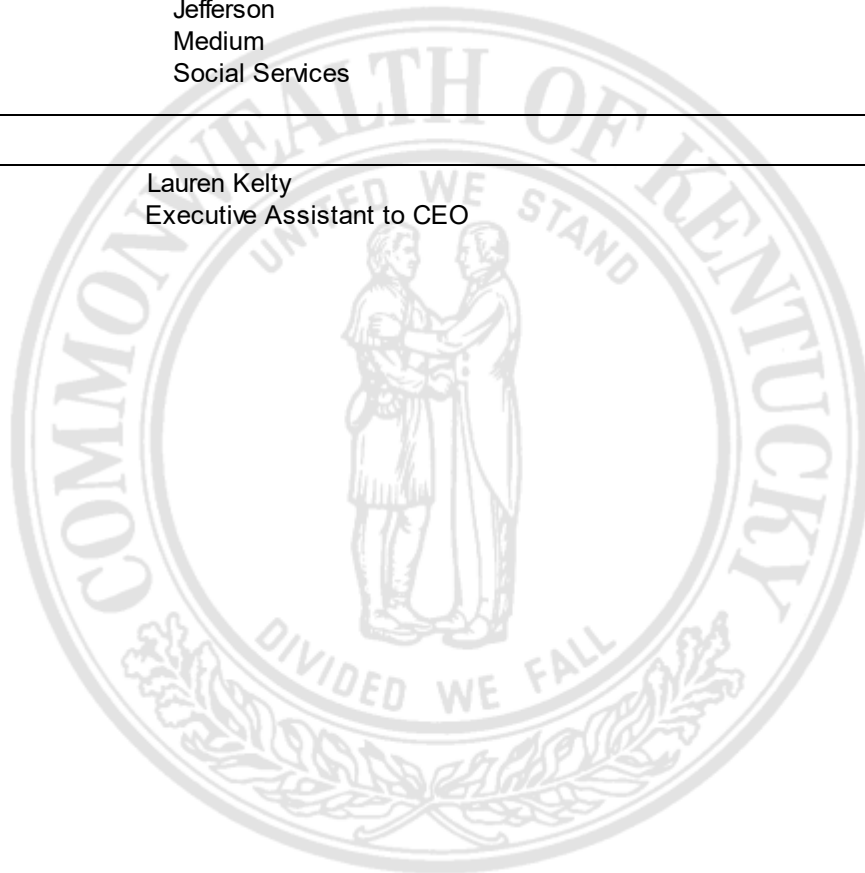 Jefferson
Medium
Social Services
Lauren Kelty
Executive Assistant to CEO
COMMONWEALTH OF KENTUCKY
UNITED WE STAND
DIVIDED WE FALL